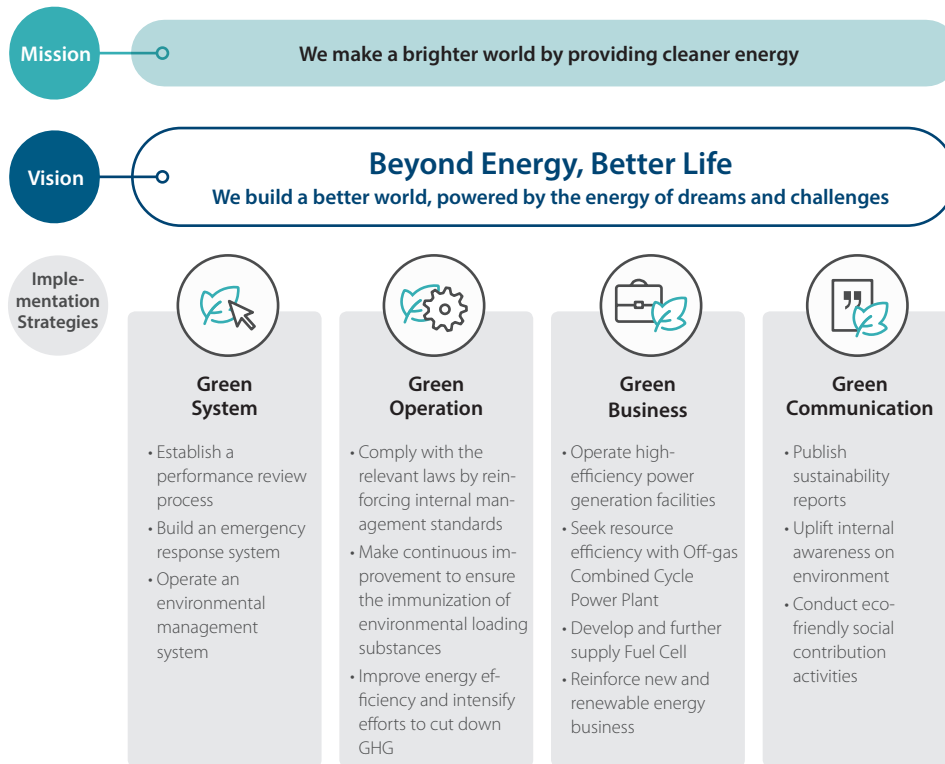 Mission
We make a brighter world by providing cleaner energy
Vision
Beyond Energy, Better Life
We build a better world, powered by the energy of dreams and challenges
Imple-
mentation
Strategies
Green
System
• Establish a
performance review
process
• Build an emergency
response system
• Operate an
environmental
management
system
Green
Operation
• Comply with the
relevant laws by rein-
forcing internal man-
agement standards
• Make continuous im-
provement to ensure
the immunization of
environmental loading
substances
• Improve energy ef-
ficiency and intensify
efforts to cut down
GHG
Green
Business
• Operate high-
efficiency power
generation facilities
• Seek resource
efficiency with Off-gas
Combined Cycle
Power Plant
• Develop and further
supply Fuel Cell
• Reinforce new and
renewable energy
business
Green
Communication
• Publish
sustainability
reports
• Uplift internal
awareness on
environment
• Conduct eco-
friendly social
contribution
activities